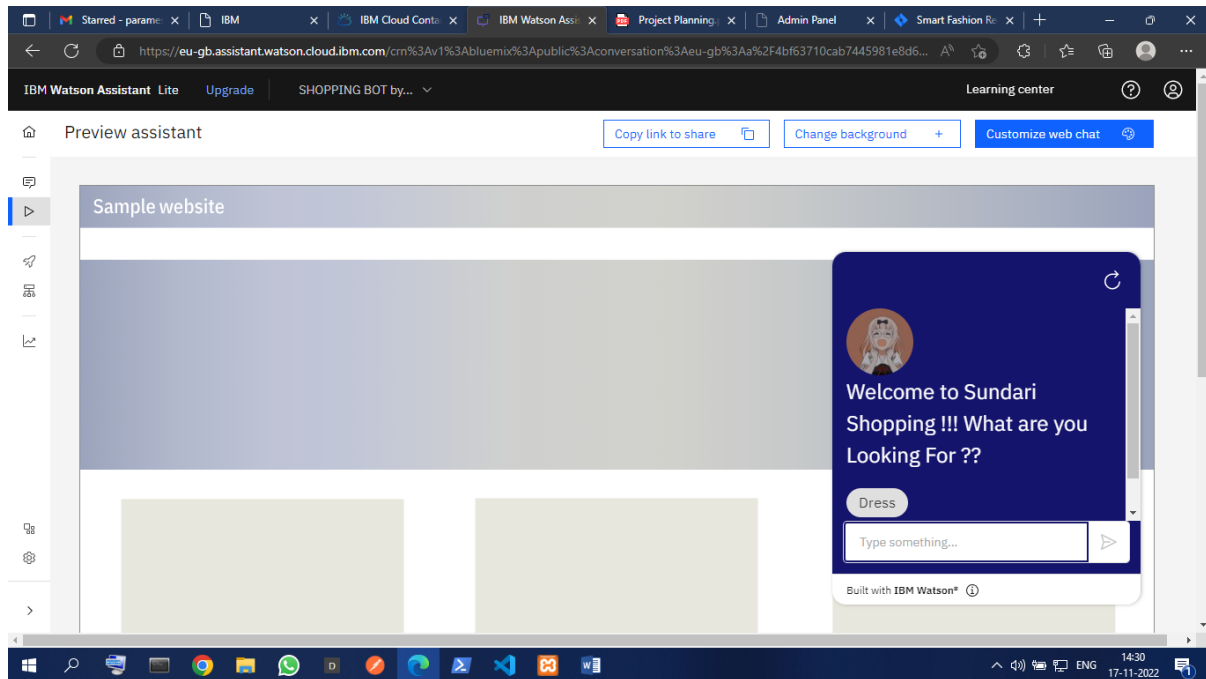 Starred - parame
IBM
IBM Cloud Conta
IBM Watson Assis
Project Planning.
Admin Panel
Smart Fashion Re
https://eu-gb.assistant.watson.cloud.ibm.com/crn%3Av1%3Abluemix%3Apublic%3Aconversation%3Aeu-gb%3Aa%2F4bf63710cab7445981e8d6...
IBM Watson Assistant Lite Upgrade SHOPPING BOT by... Learning center
Preview assistant
Copy link to share
Change background +
Customize web chat
Sample website
Welcome to Sundari
Shopping !!! What are you
Looking For ??
Dress
Type something...
Built with IBM Watson®
ENG
14:30
17-11-2022